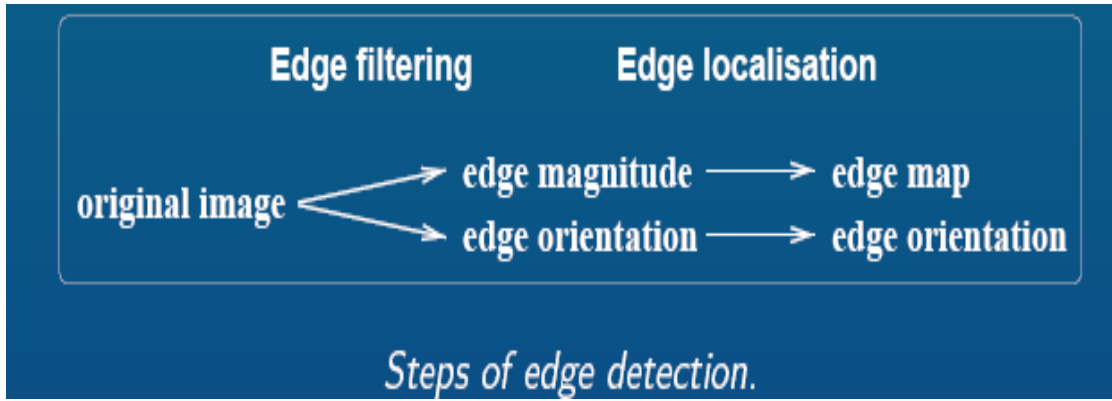 Edge filtering Edge localisation
edge magnitude edge map
original image
edge orientation edge orientation
Steps of edge detection.